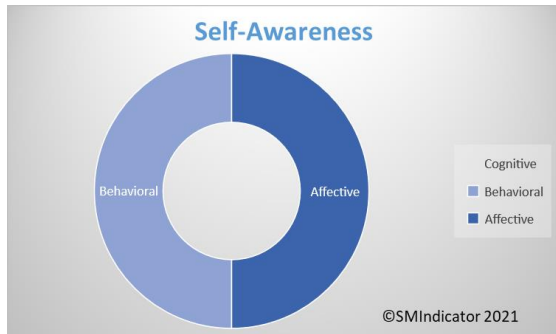 Self-Awareness
Behavioral
Affective
Cognitive
Behavioral
Affective
©SMIndicator 2021